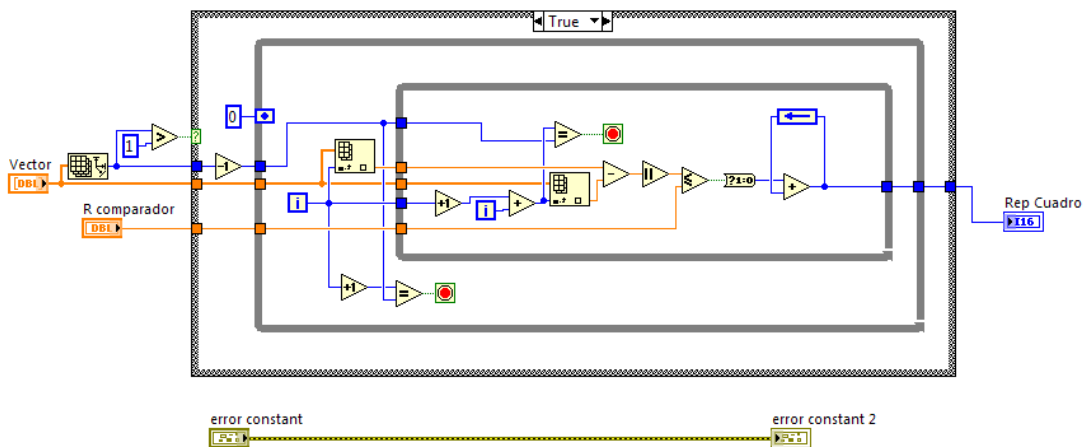 True
0
1
>
?
-1
Vector
[DBL]
i
+1
i
+
=
-
||
≤
?1:0
+
R comparador
DBL
Rep Cuadro
I16
+1
=
error constant
error constant 2